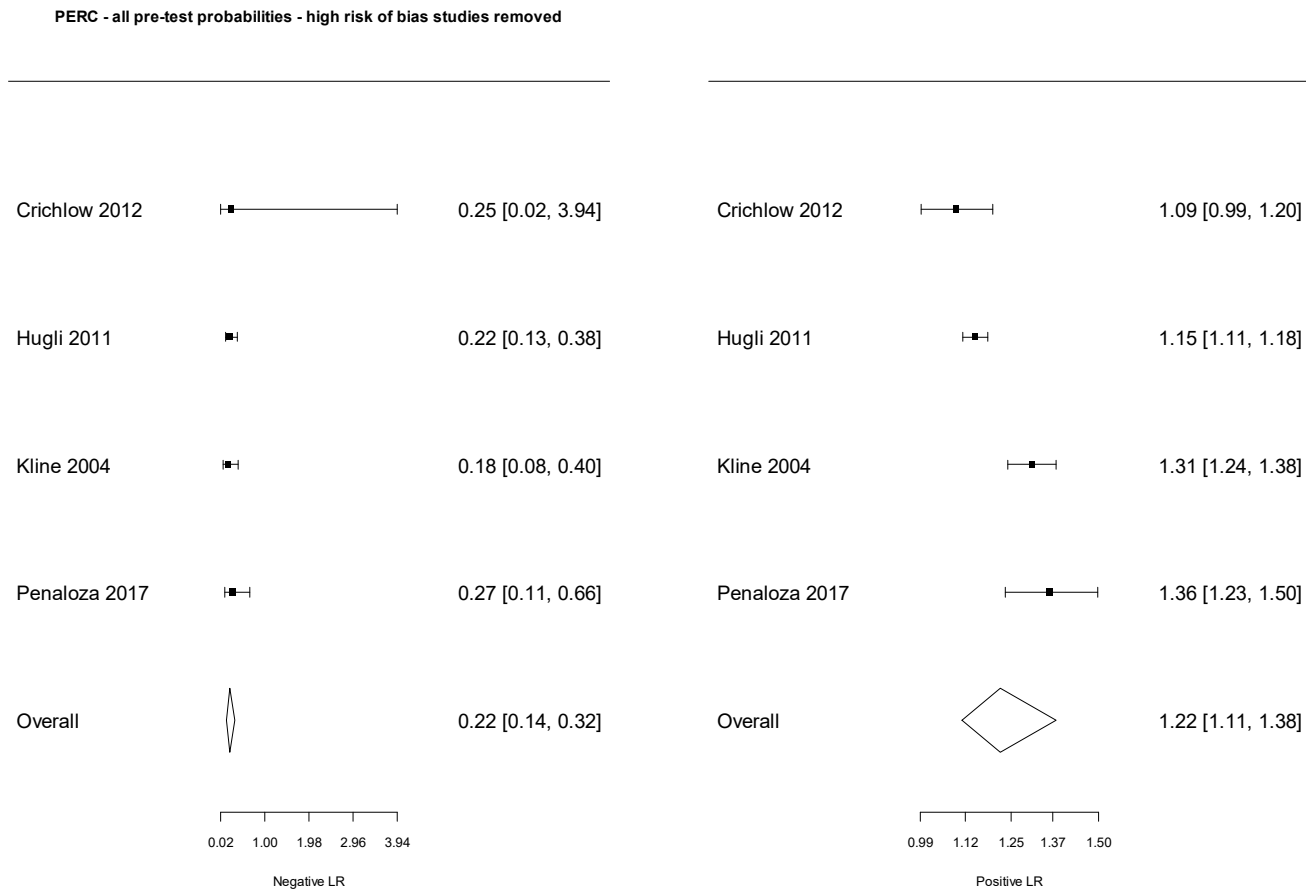 PERC - all pre-test probabilities - high risk of bias studies removed
Crichlow 2012 0.25 [0.02, 3.94]
Hugli 2011 0.22 [0.13, 0.38]
Kline 2004 0.18 [0.08, 0.40]
Penaloza 2017 0.27 [0.11, 0.66]
Overall 0.22 [0.14, 0.32]
0.02 1.00 1.98 2.96 3.94
Negative LR
Crichlow 2012 1.09 [0.99, 1.20]
Hugli 2011 1.15 [1.11, 1.18]
Kline 2004 1.31 [1.24, 1.38]
Penaloza 2017 1.36 [1.23, 1.50]
Overall 1.22 [1.11, 1.38]
0.99 1.12 1.25 1.37 1.50
Positive LR